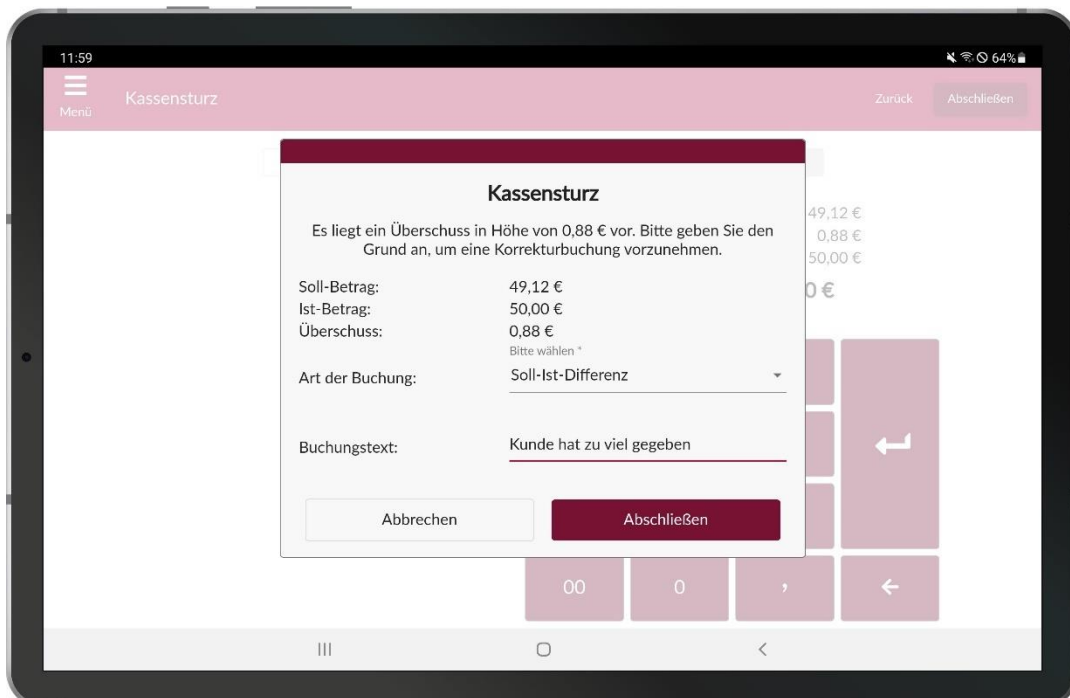 11:59
64%
Menü
Kassensturz
Zurück
Abschließen
Kassensturz
Es liegt ein Überschuss in Höhe von 0,88 € vor. Bitte geben Sie den
Grund an, um eine Korrekturbuchung vorzunehmen.
Soll-Betrag: 49,12 €
Ist-Betrag: 50,00 €
Überschuss: 0,88 €
Bitte wählen *
Art der Buchung: Soll-Ist-Differenz
Buchungstext: Kunde hat zu viel gegeben
Abbrechen
Abschließen
49,12 €
0,88 €
50,00 €
0 €
00
0
,